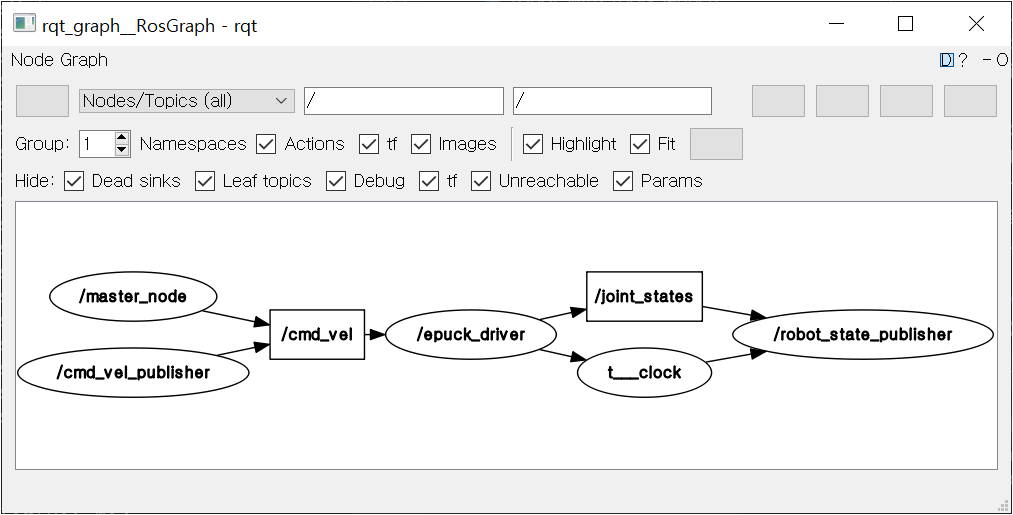 rqt_graph__RosGraph - rqt
Node Graph D ? - O
Nodes/Topics (all) / /
Group: 1 Namespaces Actions tf Images Highlight Fit
Hide: Dead sinks Leaf topics Debug tf Unreachable Params
/master_node
/cmd_vel_publisher
/cmd_vel
/epuck_driver
/joint_states
t___clock
/robot_state_publisher